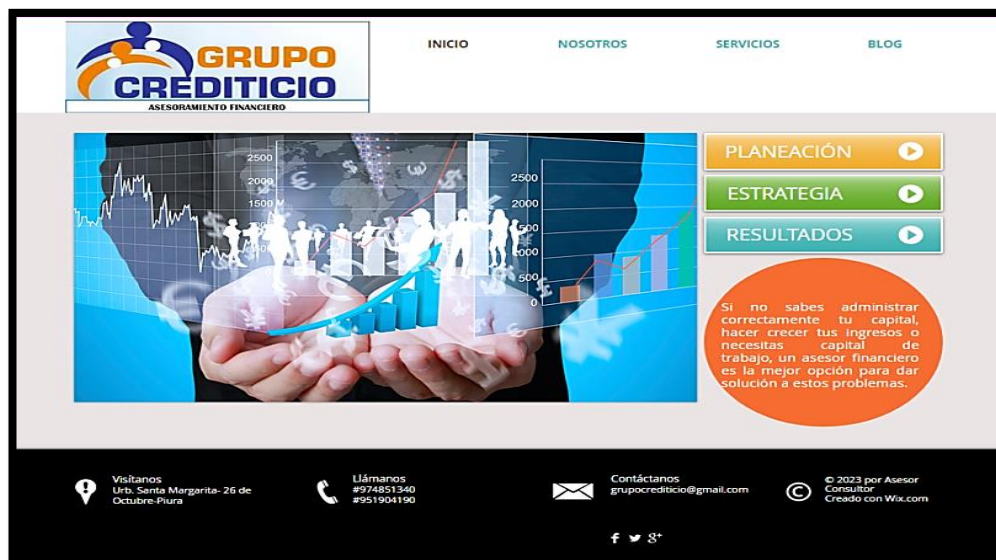 GRUPO
CREDITICIO
ASESORAMIENTO FINANCIERO
INICIO
NOSOTROS
SERVICIOS
BLOG
2500
2000
1500
2500
2000
1000
500
0
PLANEACIÓN
ESTRATEGIA
RESULTADOS
Si no sabes administrar
correctamente tu capital,
hacer crecer tus ingresos o
necesitas capital de
trabajo, un asesor financiero
es la mejor opción para dar
solución a estos problemas.
Visítanos
Urb. Santa Margarita- 26 de
Octubre-Piura
Llámanos
#974851340
#951904190
Contáctanos
grupocrediticio@gmail.com
© 2023 por Asesor
Consultor
Creado con Wix.com